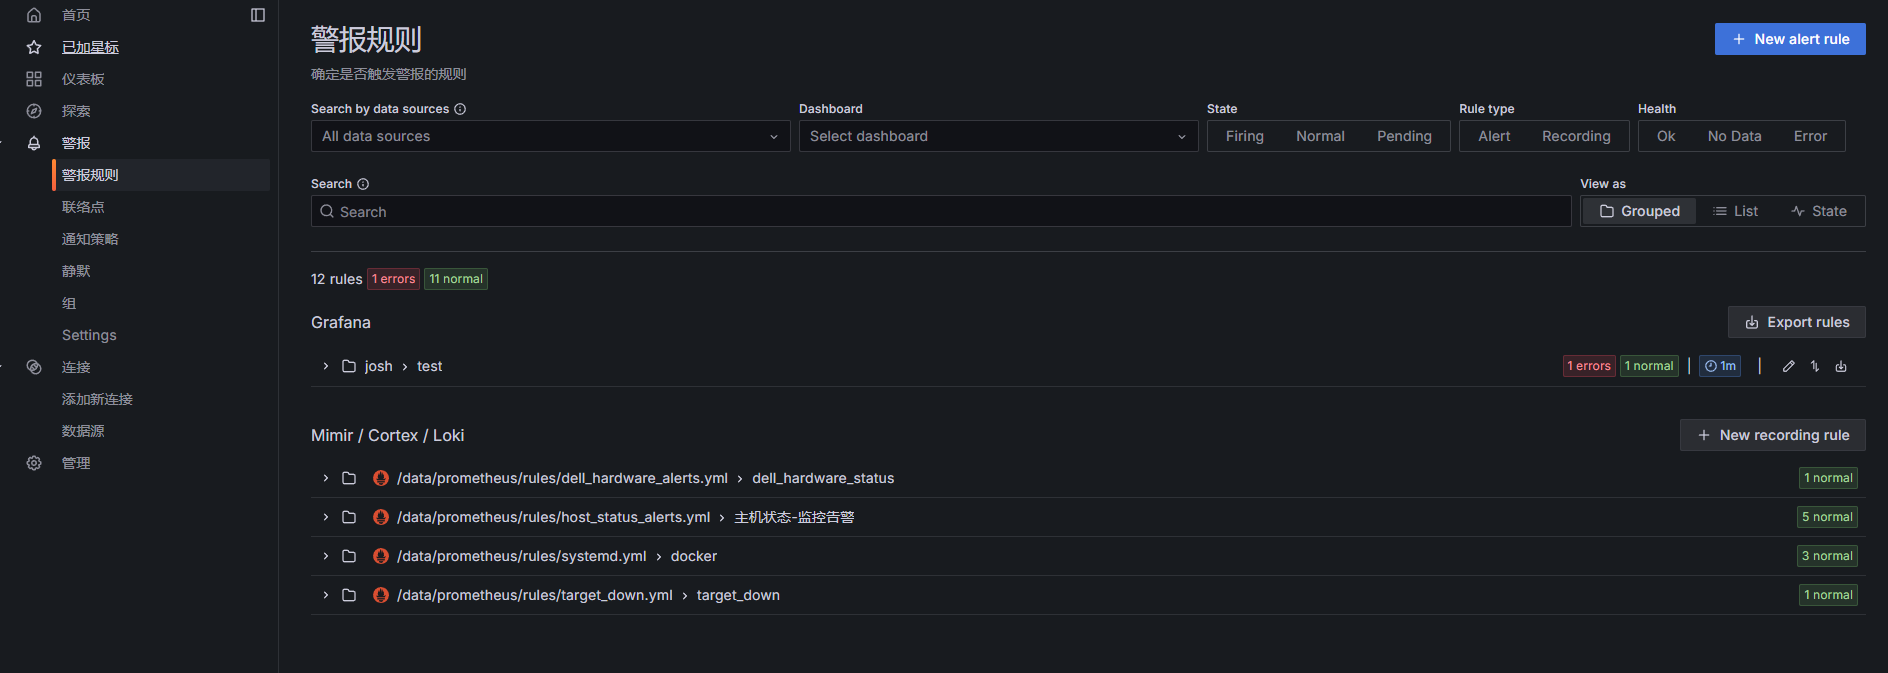 首页
已加星标
仪表板
探索
警报
警报规则
联络点
通知策略
静默
组
Settings
连接
添加新连接
数据源
管理
警报规则
New alert rule
确定是否触发警报的规则
Search by data sources
Dashboard
State
Rule type
Health
All data sources
Select dashboard
Firing Normal Pending
Alert Recording
Ok No Data Error
Search
View as
Search
Grouped List State
12 rules 1 errors 11 normal
Grafana
Export rules
josh > test
1 errors 1 normal 1m
Mimir / Cortex / Loki
New recording rule
/data/prometheus/rules/dell_hardware_alerts.yml > dell_hardware_status
1 normal
/data/prometheus/rules/host_status_alerts.yml > 主机状态-监控告警
5 normal
/data/prometheus/rules/systemd.yml > docker
3 normal
/data/prometheus/rules/target_down.yml > target_down
1 normal